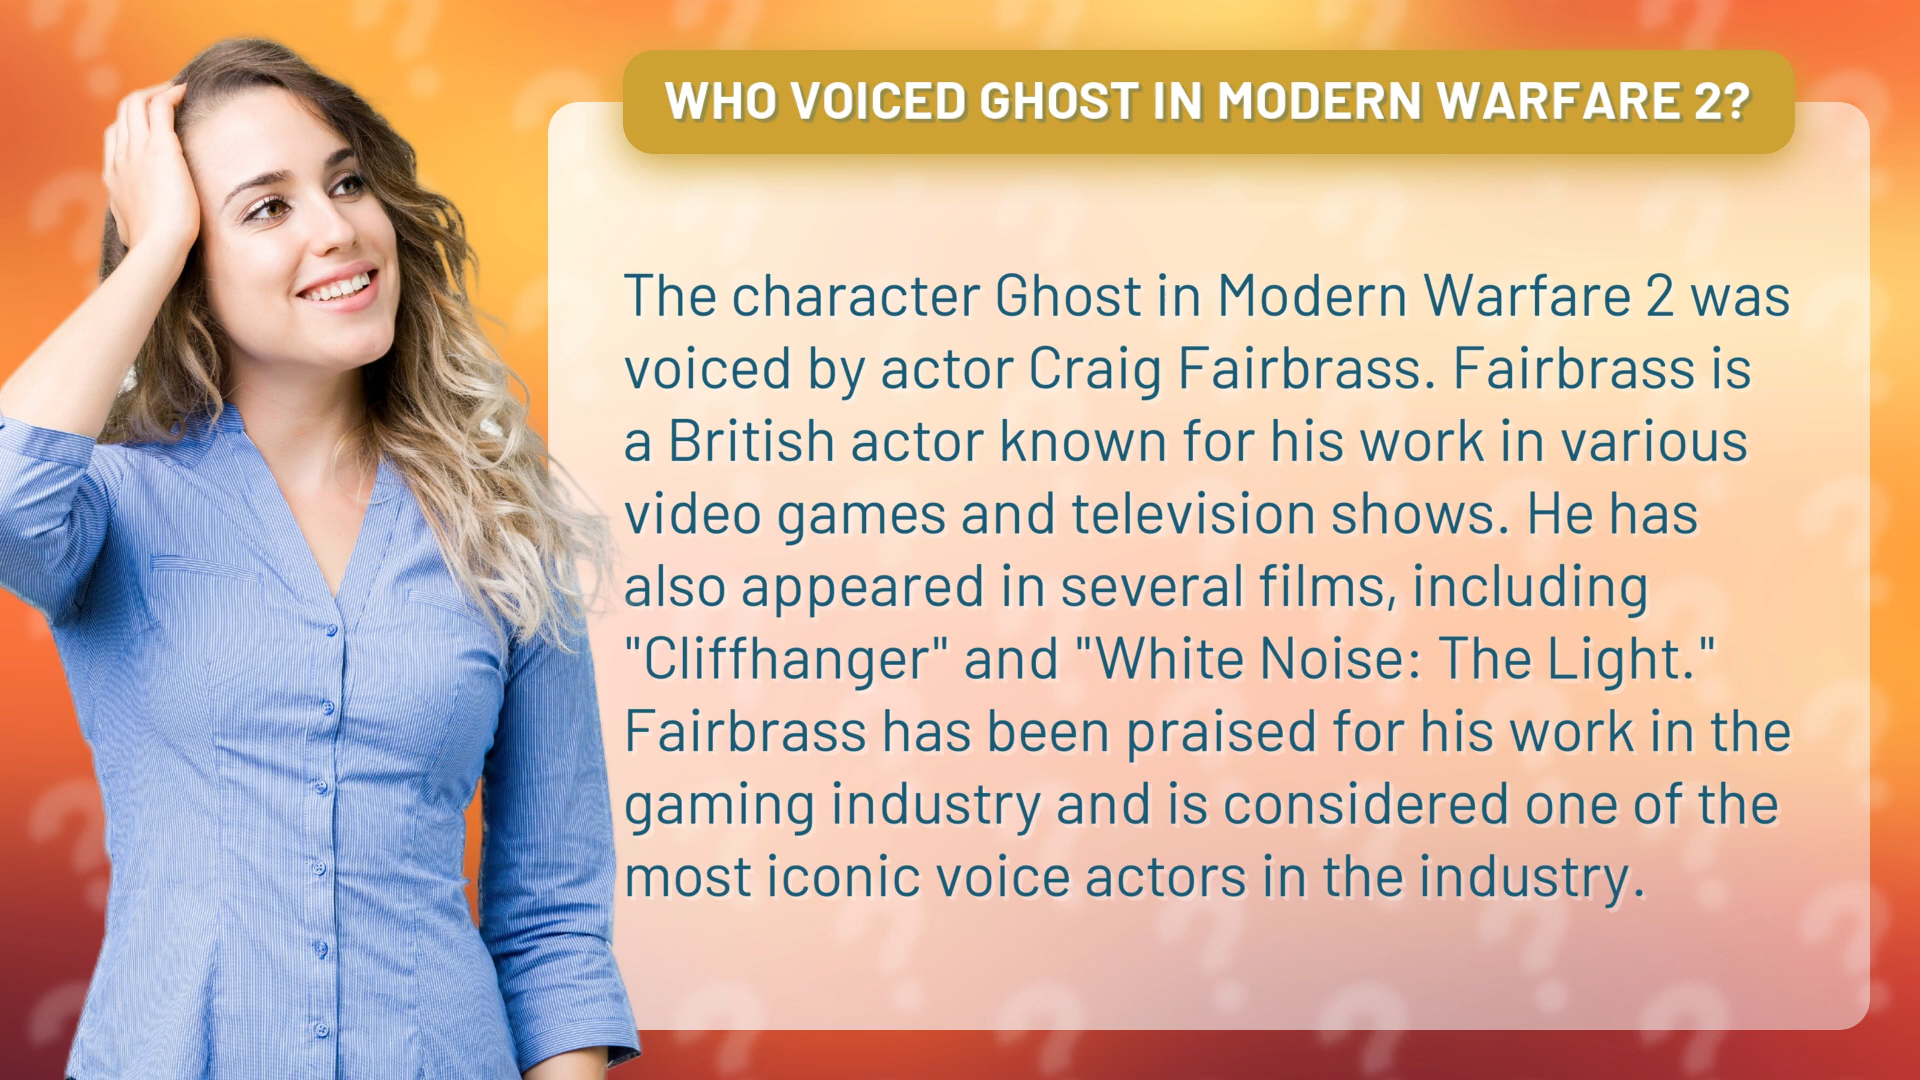 WHO VOICED GHOST IN MODERN WARFARE 2?
The character Ghost in Modern Warfare 2 was
voiced by actor Craig Fairbrass. Fairbrass is
a British actor known for his work in various
video games and television shows. He has
also appeared in several films, including
"Cliffhanger" and "White Noise: The Light."
Fairbrass has been praised for his work in the
gaming industry and is considered one of the
most iconic voice actors in the industry.